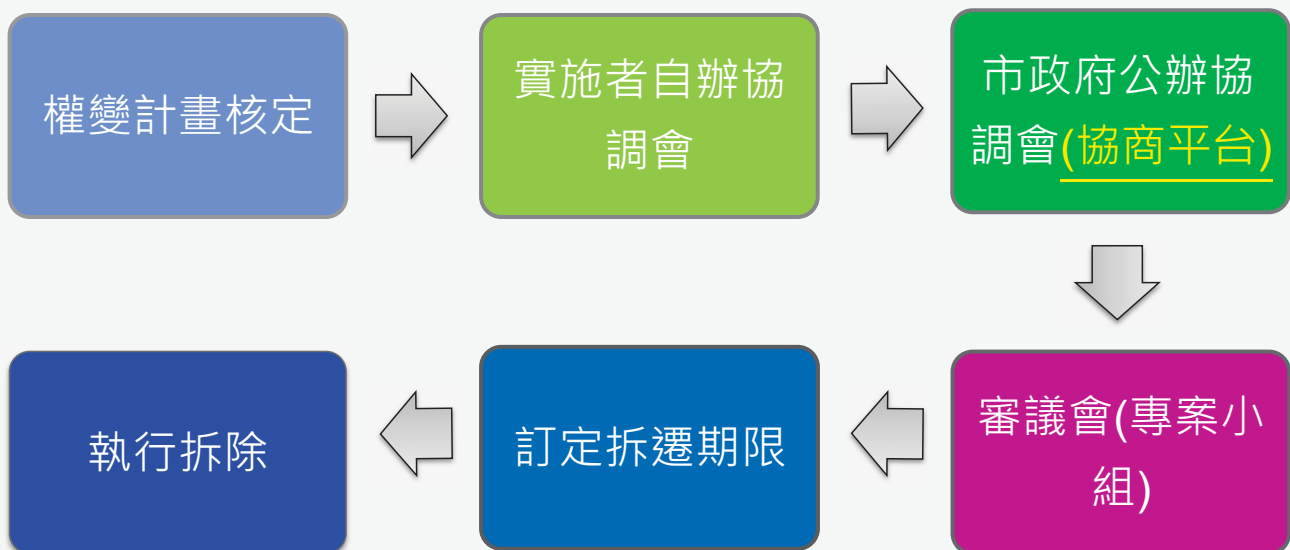 權變計畫核定
實施者自辦協
調會
市政府公辦協
調會(協商平台)
審議會(專案小
組)
訂定拆遷期限
執行拆除